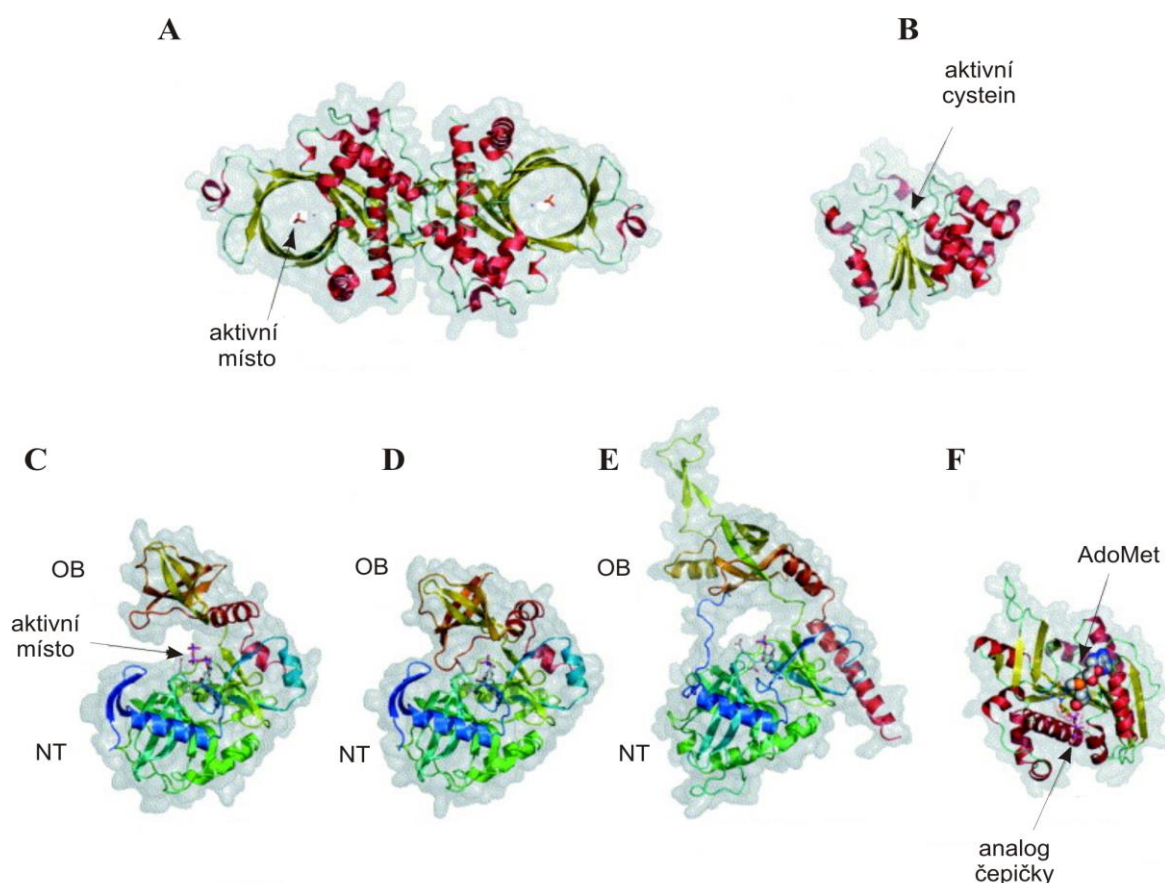 A
B
aktivní
cystein
aktivní
místo
C
D
E
F
OB
OB
OB
AdoMet
aktivní
místo
NT
NT
NT
analog
čepičky